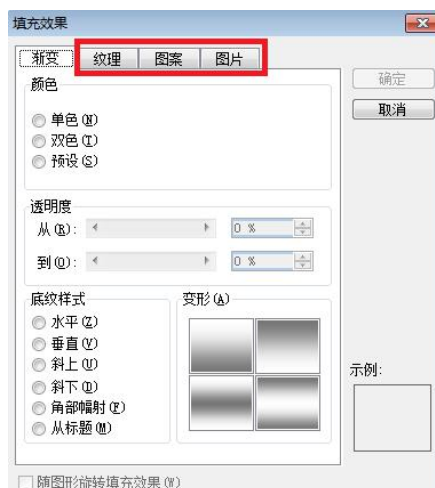 填充效果
渐变 纹理 图案 图片
确定
取消
颜色
单色(N)
双色(T)
预设(S)
透明度
从(R): 0 %
到(O): 0 %
底纹样式 变形(A)
水平(Z)
垂直(V)
斜上(U)
斜下(D)
角部幅射(F)
从标题(M)
示例:
随图形旋转填充效果(W)